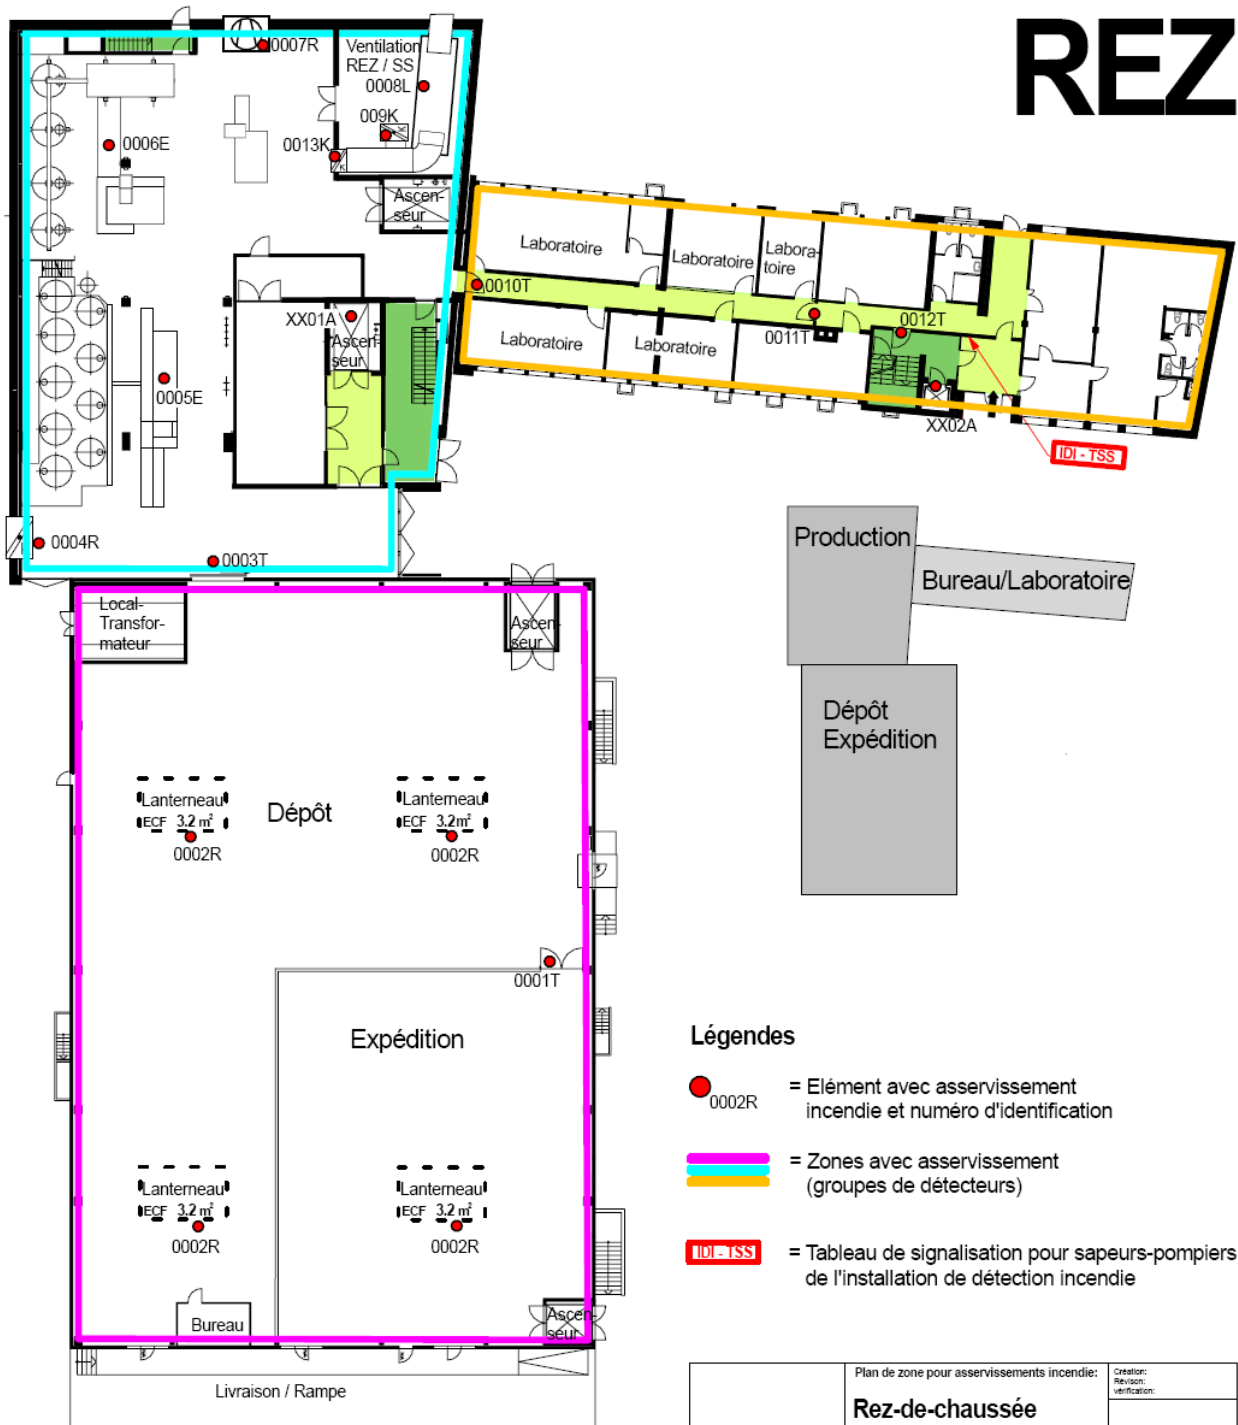 REZ
0007R
Ventilation
REZ / SS
0008L
009K
0013K
0006E
Ascen-
seur
Laboratoire
Laboratoire
Labora-
toire
0010T
XX01A
Ascen-
seur
0011T
0012T
Laboratoire
Laboratoire
0005E
XX02A
IDI - TSS
0004R
0003T
Production
Bureau/Laboratoire
Dépôt
Expédition
Local-
Transfor-
mateur
Ascen-
seur
Lanterneau
ECF 3.2 m²
0002R
Dépôt
Lanterneau
ECF 3.2 m²
0002R
0001T
Expédition
Lanterneau
ECF 3.2 m²
0002R
Lanterneau
ECF 3.2 m²
0002R
Bureau
Ascen-
seur
Livraison / Rampe
Légendes
0002R
= Elément avec asservissement
incendie et numéro d'identification
= Zones avec asservissement
(groupes de détecteurs)
IDI - TSS
= Tableau de signalisation pour sapeurs-pompiers
de l'installation de détection incendie
Plan de zone pour asservissements incendie:
Rez-de-chaussée
Création:
Révison:
vérification: